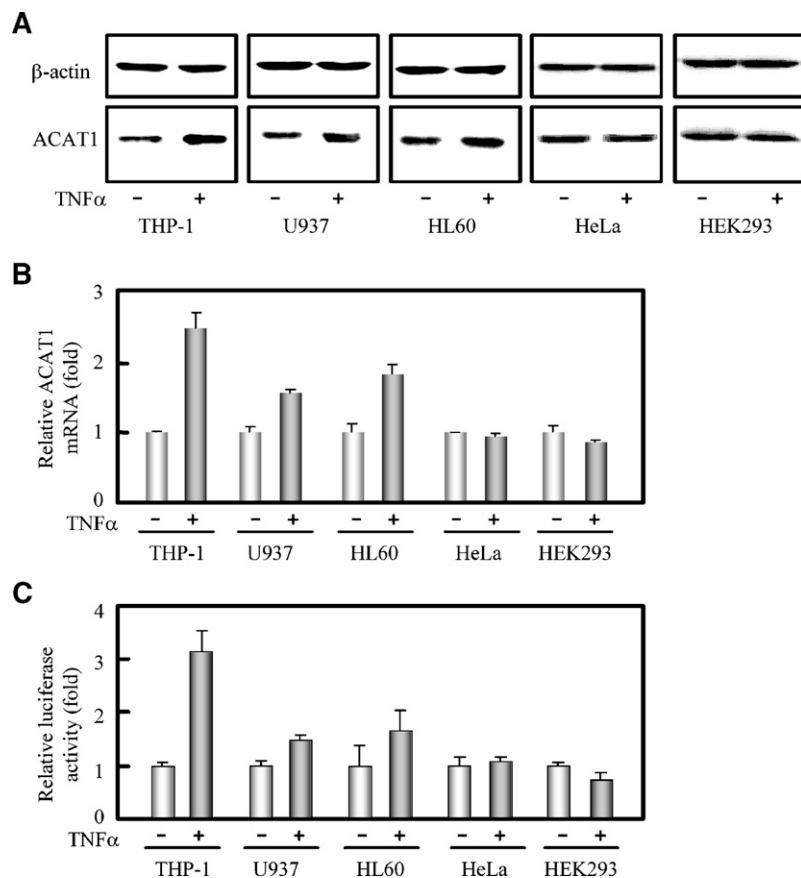 A
β-actin
ACAT1
TNFα – + – + – + – + – +
THP-1 U937 HL60 HeLa HEK293
B
Relative ACAT1
mRNA (fold)
3
2
1
0
TNFα – + – + – + – + – +
THP-1 U937 HL60 HeLa HEK293
C
Relative luciferase
activity (fold)
4
3
2
1
0
TNFα – + – + – + – + – +
THP-1 U937 HL60 HeLa HEK293